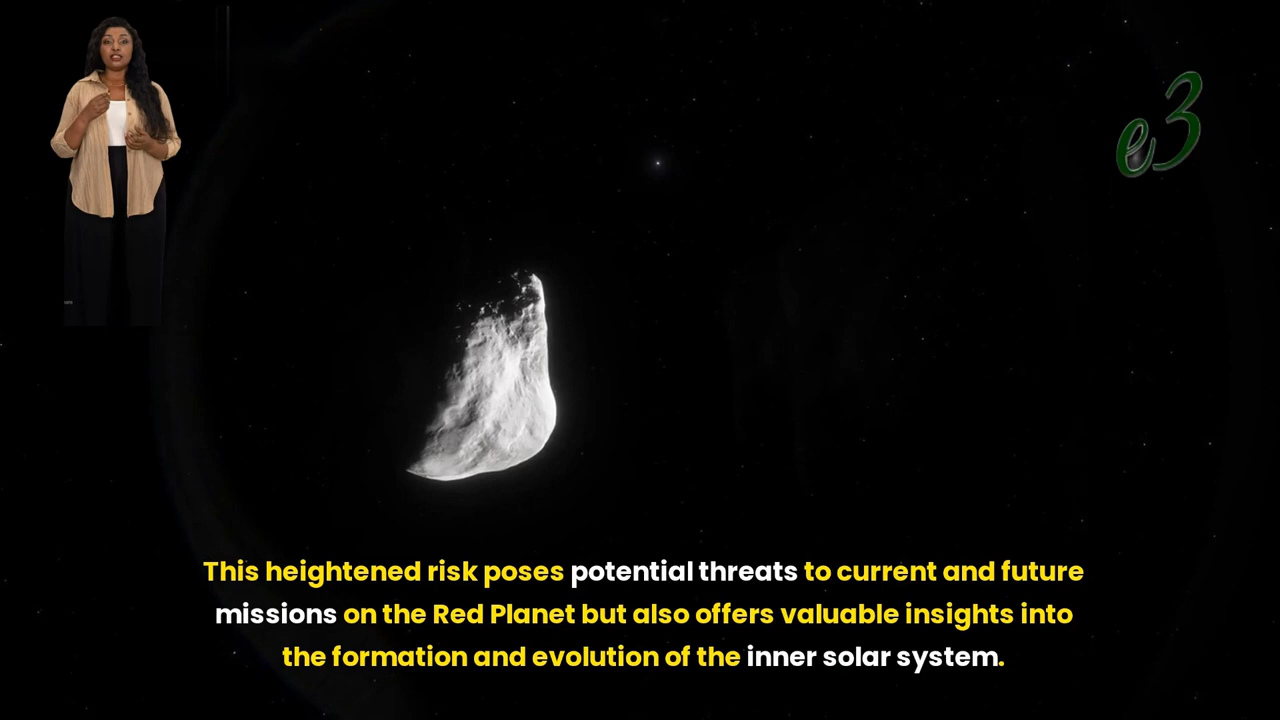 e3
This heightened risk poses potential threats to current and future
missions on the Red Planet but also offers valuable insights into
the formation and evolution of the inner solar system.